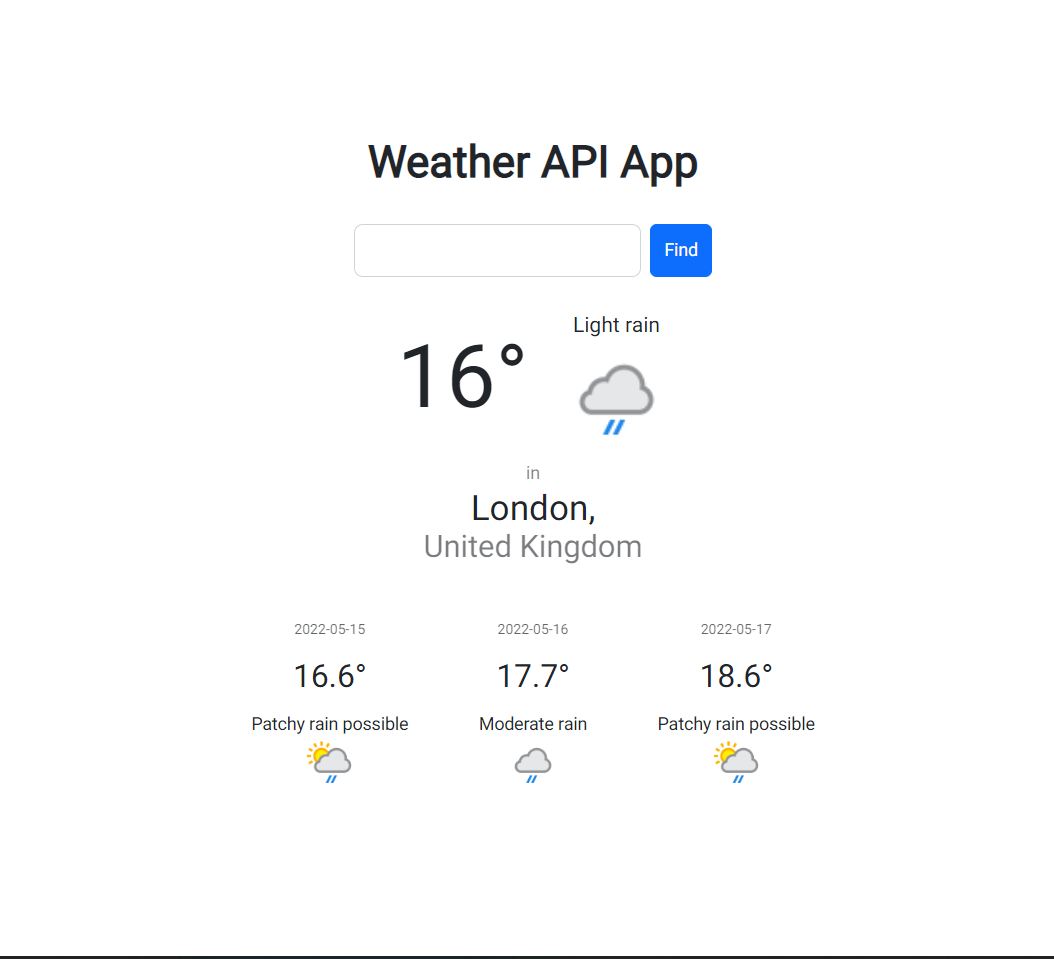 Weather API App
Find
Light rain
16°
in
London,
United Kingdom
2022-05-15 2022-05-16 2022-05-17
16.6° 17.7° 18.6°
Patchy rain possible Moderate rain Patchy rain possible